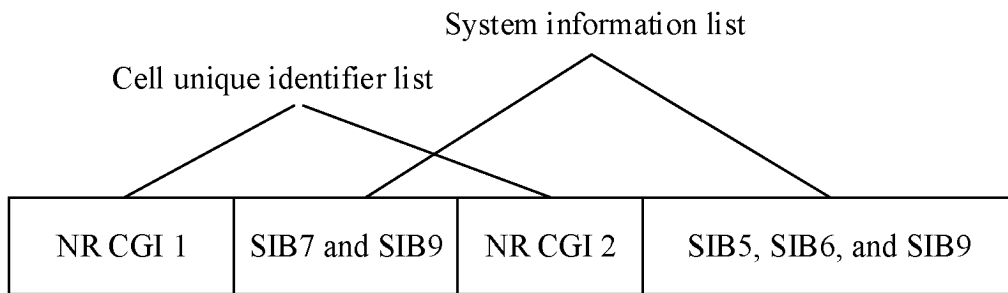 System information list
Cell unique identifier list
NR CGI 1
SIB7 and SIB9
NR CGI 2
SIB5, SIB6, and SIB9